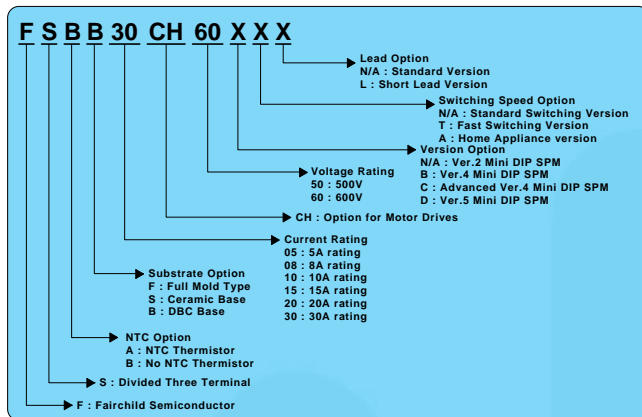 F S B B 30 CH 60 X X X
Lead Option
N/A : Standard Version
L : Short Lead Version
Switching Speed Option
N/A : Standard Switching Version
T : Fast Switching Version
A : Home Appliance version
Version Option
N/A : Ver.2 Mini DIP SPM
B : Ver.4 Mini DIP SPM
C : Advanced Ver.4 Mini DIP SPM
D : Ver.5 Mini DIP SPM
Voltage Rating
50 : 500V
60 : 600V
CH : Option for Motor Drives
Current Rating
05 : 5A rating
08 : 8A rating
10 : 10A rating
15 : 15A rating
20 : 20A rating
30 : 30A rating
Substrate Option
F : Full Mold Type
S : Ceramic Base
B : DBC Base
NTC Option
A : NTC Thermistor
B : No NTC Thermistor
S : Divided Three Terminal
F : Fairchild Semiconductor